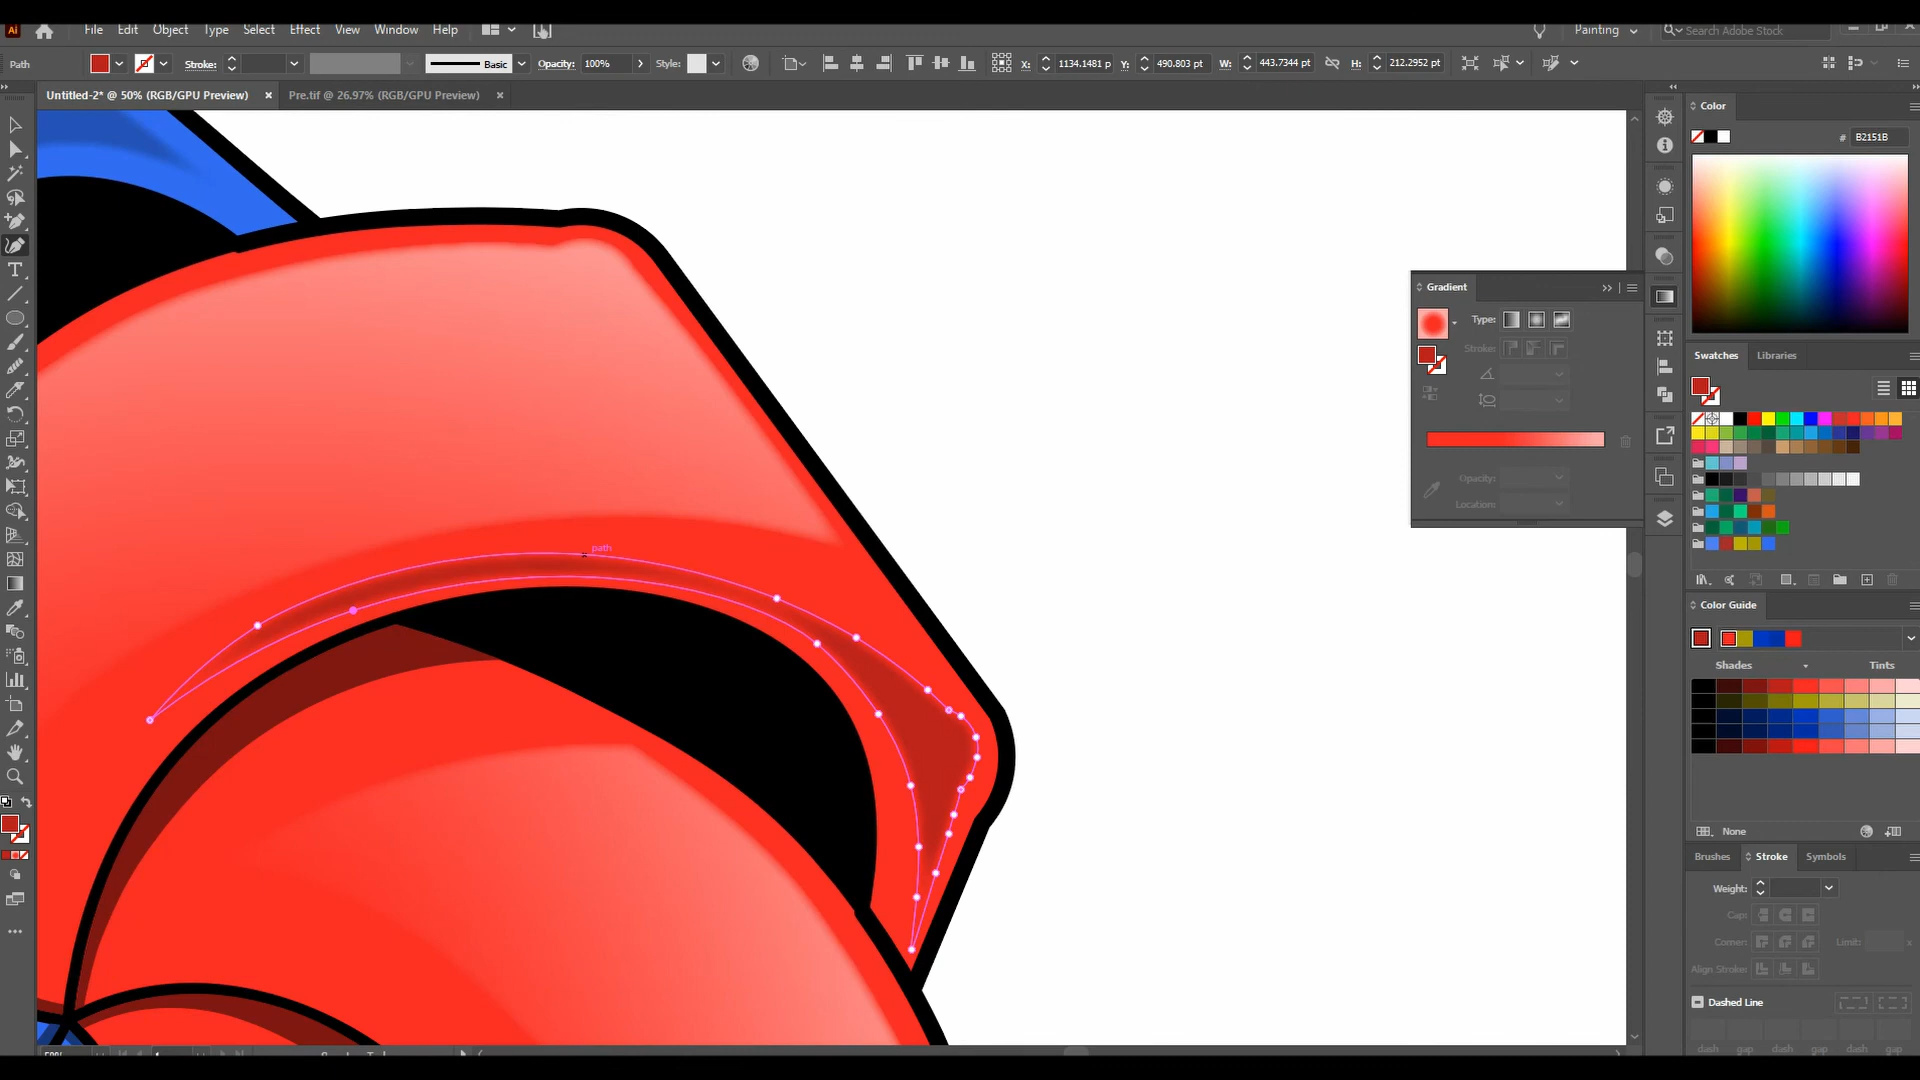 Ai File Edit Object Type Select Effect View Window Help Painting Search Adobe Stock
Path Stroke: Basic Opacity: 100% Style: X: 1134.1481 p Y: 490.803 pt W: 443.7344 pt H: 212.2952 pt
Untitled-2* @ 50% (RGB/GPU Preview) × Pre.tif @ 26.97% (RGB/GPU Preview) ×
Color
# B2151B
Gradient
Type:
Stroke:
Opacity:
Location:
Swatches Libraries
path
Color Guide
Shades Tints
None
Brushes Stroke Symbols
Weight:
Cap:
Corner: Limit: x
Align Stroke:
Dashed Line
dash gap dash gap dash gap